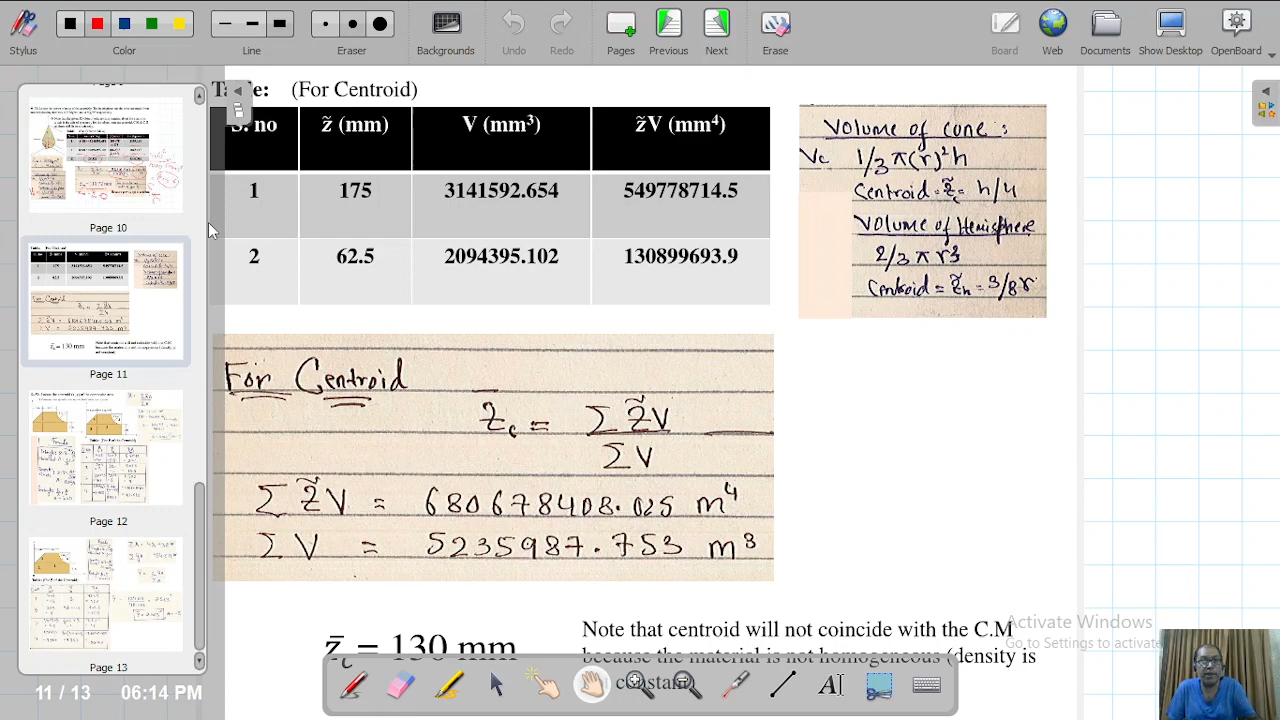 Stylus
Color
Line
Eraser
Backgrounds
Undo
Redo
Pages
Previous
Next
Erase
Board
Web
Documents
Show Desktop
OpenBoard
Page 10
Page 11
Page 12
Page 13
11 / 13 06:14 PM
(For Centroid)
S. no z̃ (mm) V (mm³) z̃V (mm⁴)
1 175 3141592.654 549778714.5
2 62.5 2094395.102 130899693.9
Volume of cone :
Vc 1/3 π(r)²h
Centroid = z̃c = h/4
Volume of Hemisphere
2/3 π r³
Centroid = z̃h = 3/8 r
For Centroid
z̄c = Σ z̃V
Σ V
Σ z̃V = 680678408.025 m⁴
Σ V = 5235987.753 m³
z̄c = 130 mm
Note that centroid will not coincide with the C.M
because the material is not homogeneous (density is
constant
Activate Windows
Go to Settings to activate